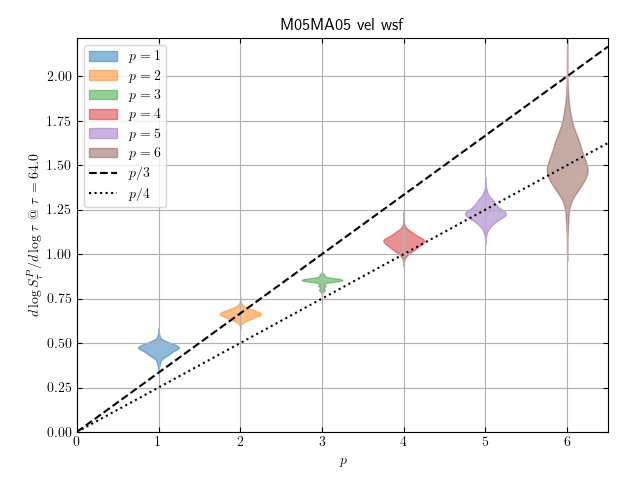 M05MA05 vel wsf
p = 1
p = 2
p = 3
p = 4
p = 5
p = 6
p/3
p/4
d log S_τ^P / d log τ @ τ = 64.0
2.00
1.75
1.50
1.25
1.00
0.75
0.50
0.25
0.00
0 1 2 3 4 5 6
p